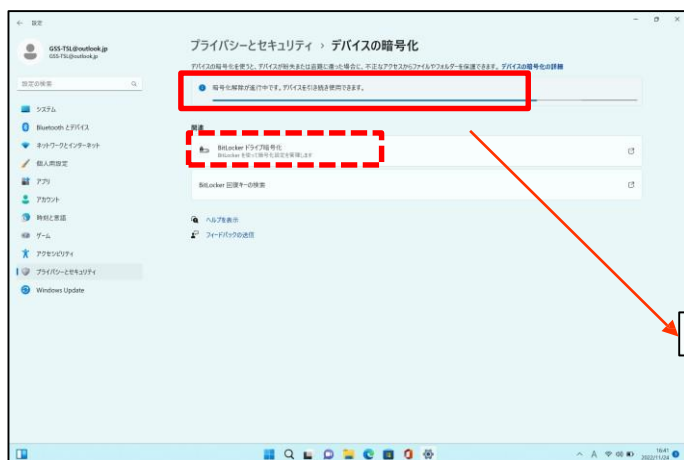 ← 設定
GSS-TSL@outlook.jp
GSS-TSL@outlook.jp
設定の検索
システム
Bluetooth とデバイス
ネットワークとインターネット
個人用設定
アプリ
アカウント
時刻と言語
ゲーム
アクセシビリティ
プライバシーとセキュリティ
Windows Update
プライバシーとセキュリティ › デバイスの暗号化
デバイスの暗号化を使うと、デバイスが紛失または盗難に遭った場合に、不正なアクセスからファイルやフォルダーを保護できます。 デバイスの暗号化の詳細
暗号化解除が進行中です。デバイスを引き続き使用できます。
関連
BitLocker ドライブ暗号化
BitLocker を使って暗号化設定を管理します
BitLocker 回復キーの検索
ヘルプを表示
フィードバックの送信
A
16:41
2022/11/24